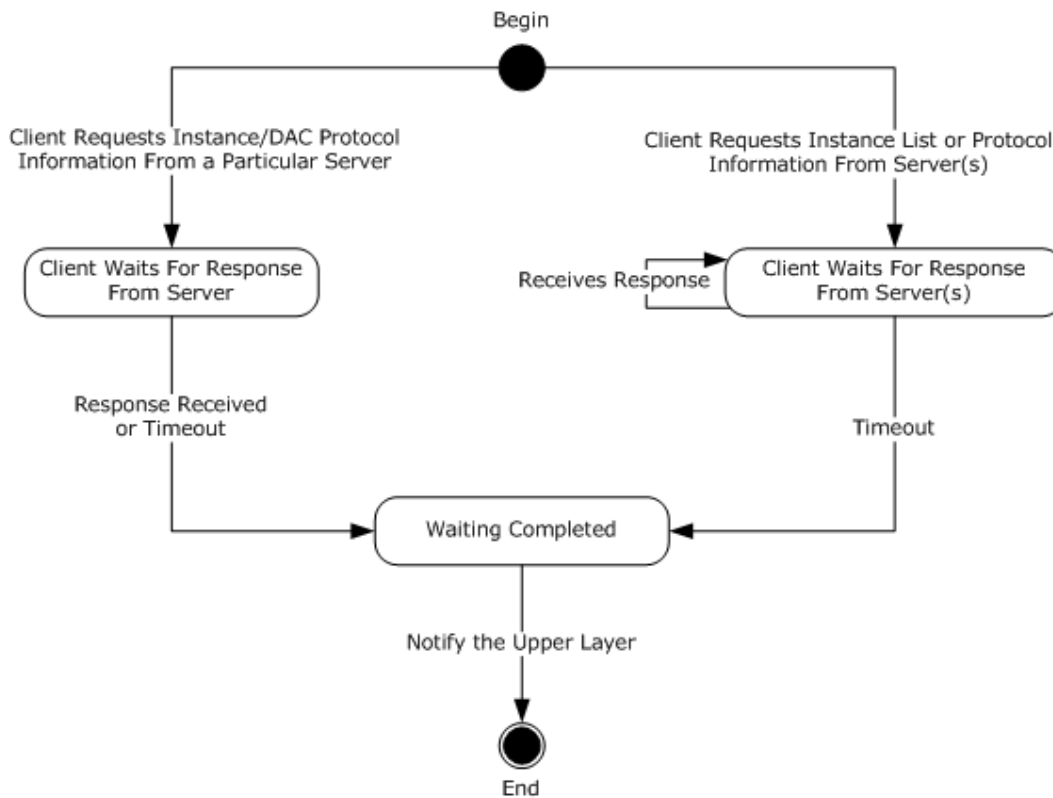 Begin
Client Requests Instance/DAC Protocol
Information From a Particular Server
Client Requests Instance List or Protocol
Information From Server(s)
Client Waits For Response
From Server
Receives Response
Client Waits For Response
From Server(s)
Response Received
or Timeout
Timeout
Waiting Completed
Notify the Upper Layer
End